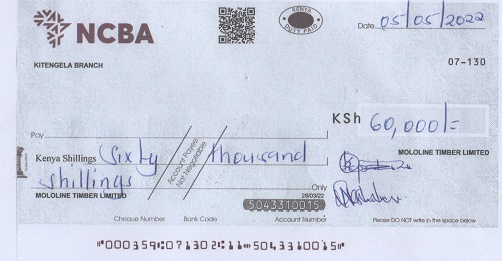 NCBA
KENYA
DUTY PAID
Date 05/05/2022
KITENGELA BRANCH
07-130
KSh 60,000/=
Pay
Account Payee
Not Negotiable
Kenya Shillings Sixty thousand
MOLOLINE TIMBER LIMITED
shillings
Only
MOLOLINE TIMBER LIMITED
28/03/22
5043310015
Cheque Number Bank Code Account Number Please DO NOT write in the space below
"000359⑆07130 2⑆11⑉5043310015⑈